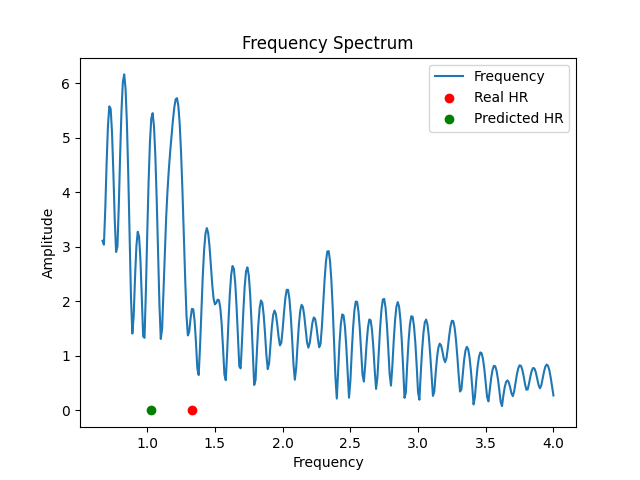 Frequency Spectrum
Frequency
Real HR
Predicted HR
Amplitude
6
5
4
3
2
1
0
1.0 1.5 2.0 2.5 3.0 3.5 4.0
Frequency